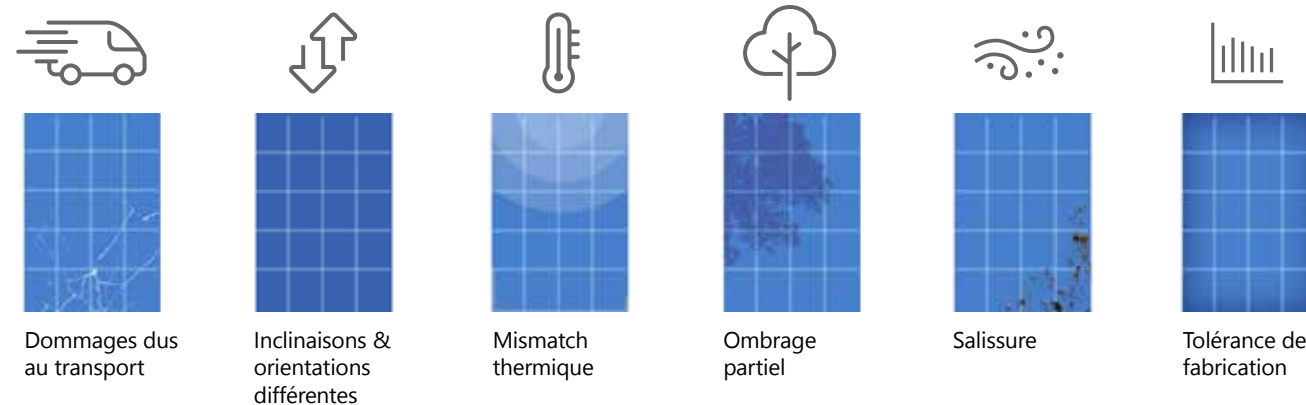 Dommages dus
au transport
Inclinaisons &
orientations
différentes
Mismatch
thermique
Ombrage
partiel
Salissure
Tolérance de
fabrication